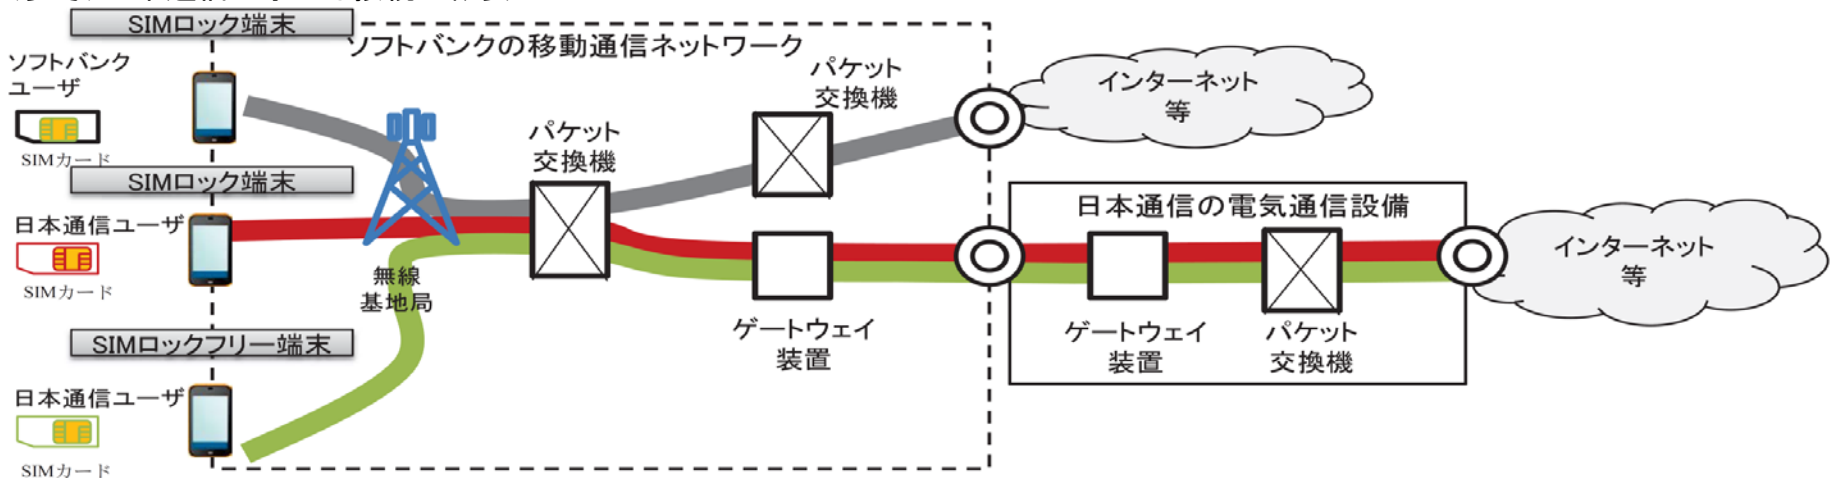 SIMロック端末
ソフトバンクの移動通信ネットワーク
ソフトバンク
ユーザ
SIMカード
パケット
交換機
インターネット
等
パケット
交換機
SIMロック端末
日本通信ユーザ
SIMカード
無線
基地局
日本通信の電気通信設備
インターネット
等
ゲートウェイ
装置
ゲートウェイ
装置
パケット
交換機
SIMロックフリー端末
日本通信ユーザ
SIMカード